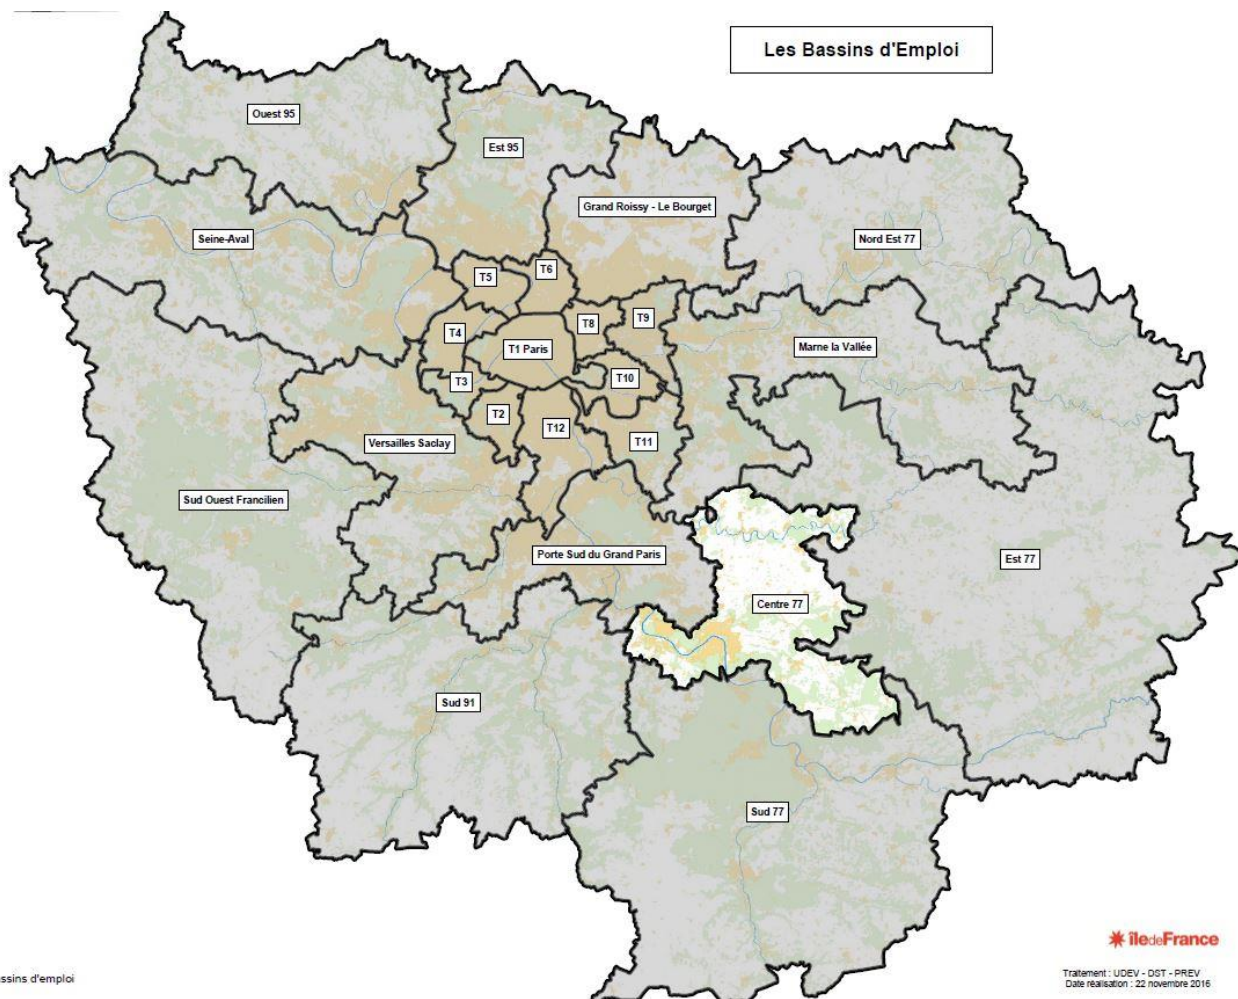 Les Bassins d'Emploi
Ouest 95
Est 95
Grand Roissy - Le Bourget
Seine-Aval
Nord Est 77
T5
T6
T8
T9
T4
T1 Paris
Marne la Vallée
T3
T10
T2
T12
T11
Versailles Saclay
Sud Ouest Francilien
Porte Sud du Grand Paris
Est 77
Centre 77
Sud 91
Sud 77
île de France
ssins d'emploi
Traitement : UDEV - DST - PREV
Date réalisation : 22 novembre 2016